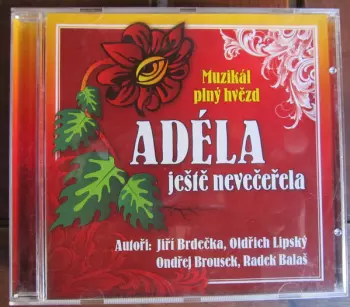 Muzikál
plný hvězd
ADÉLA
ještě nevečeřela
Autoři: Jiří Brdečka, Oldřich Lipský,
Ondřej Brousek, Radek Balaš